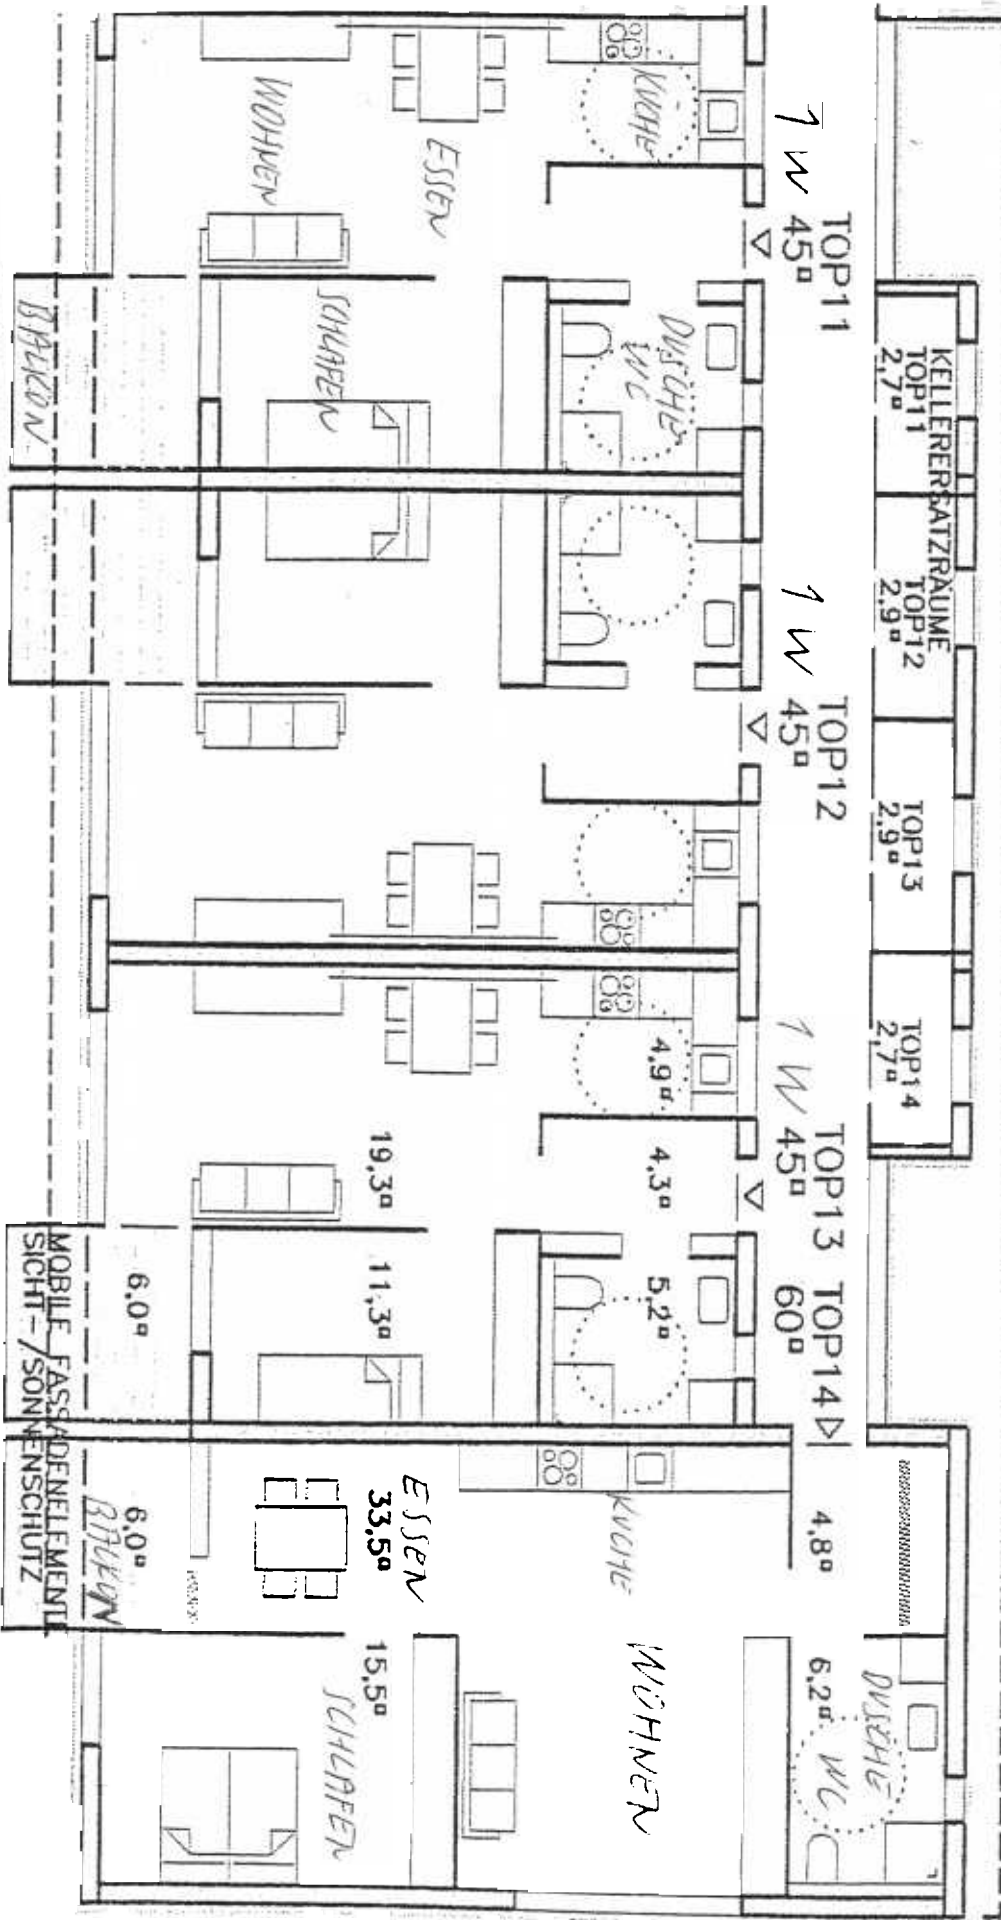 KELLERERSATZRÄUME
TOP11
2,7¤
TOP12
2,9¤
TOP13
2,9¤
TOP14
2,7¤
TOP11
45¤
1 W
TOP12
45¤
1 W
TOP13
45¤
1 W
TOP14
60¤
KÜCHE
ESSEN
WOHNEN
DUSCHE
WC
SCHLAFEN
BALKON
4,9¤
4,3¤
5,2¤
19,3¤
11,3¤
6,0¤
4,8¤
DUSCHE
6,2¤
WC
KÜCHE
WOHNEN
ESSEN
33,5¤
15,5¤
SCHLAFEN
6,0¤
BALKON
MOBILE FASSADENELEMENTE
SICHT-/SONNENSCHUTZ